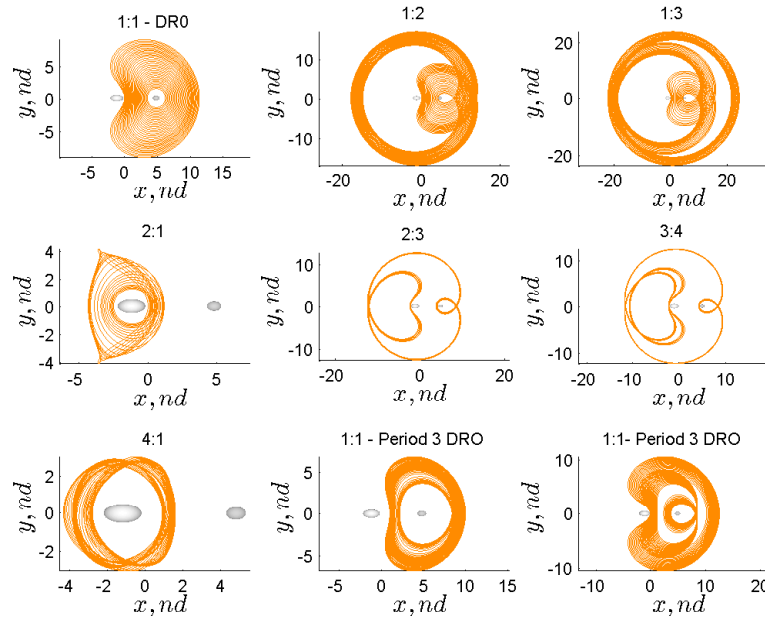 1:1 - DR0
y, nd
5
0
-5
-5 0 5 10 15
x, nd
1:2
y, nd
10
0
-10
-20 0 20
x, nd
1:3
y, nd
20
0
-20
-20 0 20
x, nd
2:1
y, nd
4
2
0
-2
-4
-5 0 5
x, nd
2:3
y, nd
10
0
-10
-20 0 20
x, nd
3:4
y, nd
10
0
-10
-20 -10 0 10
x, nd
4:1
y, nd
2
0
-2
-4 -2 0 2 4
x, nd
1:1 - Period 3 DRO
y, nd
5
0
-5
-5 0 5 10 15
x, nd
1:1- Period 3 DRO
y, nd
10
0
-10
-10 0 10 20
x, nd